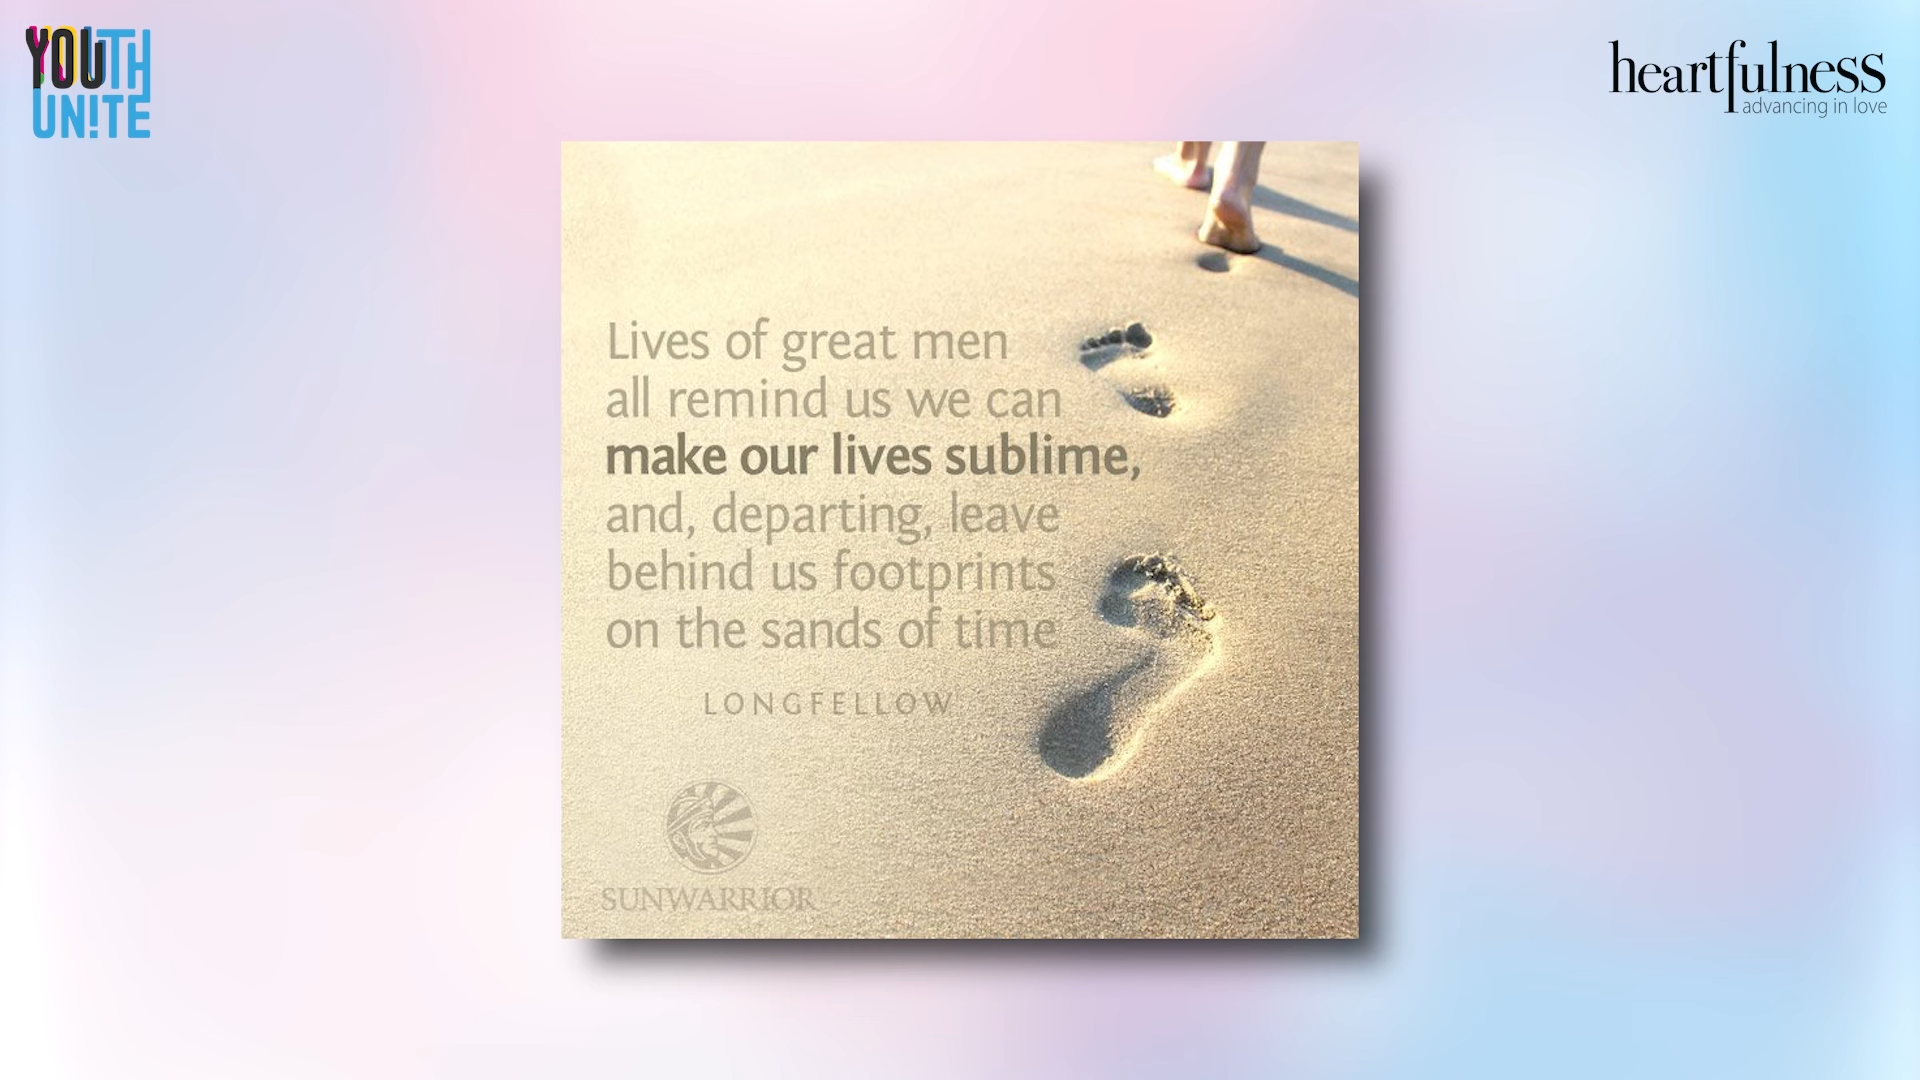 YOUTH
UN!TE
heartfulness
advancing in love
Lives of great men
all remind us we can
make our lives sublime,
and, departing, leave
behind us footprints
on the sands of time
LONGFELLOW
SUNWARRIOR